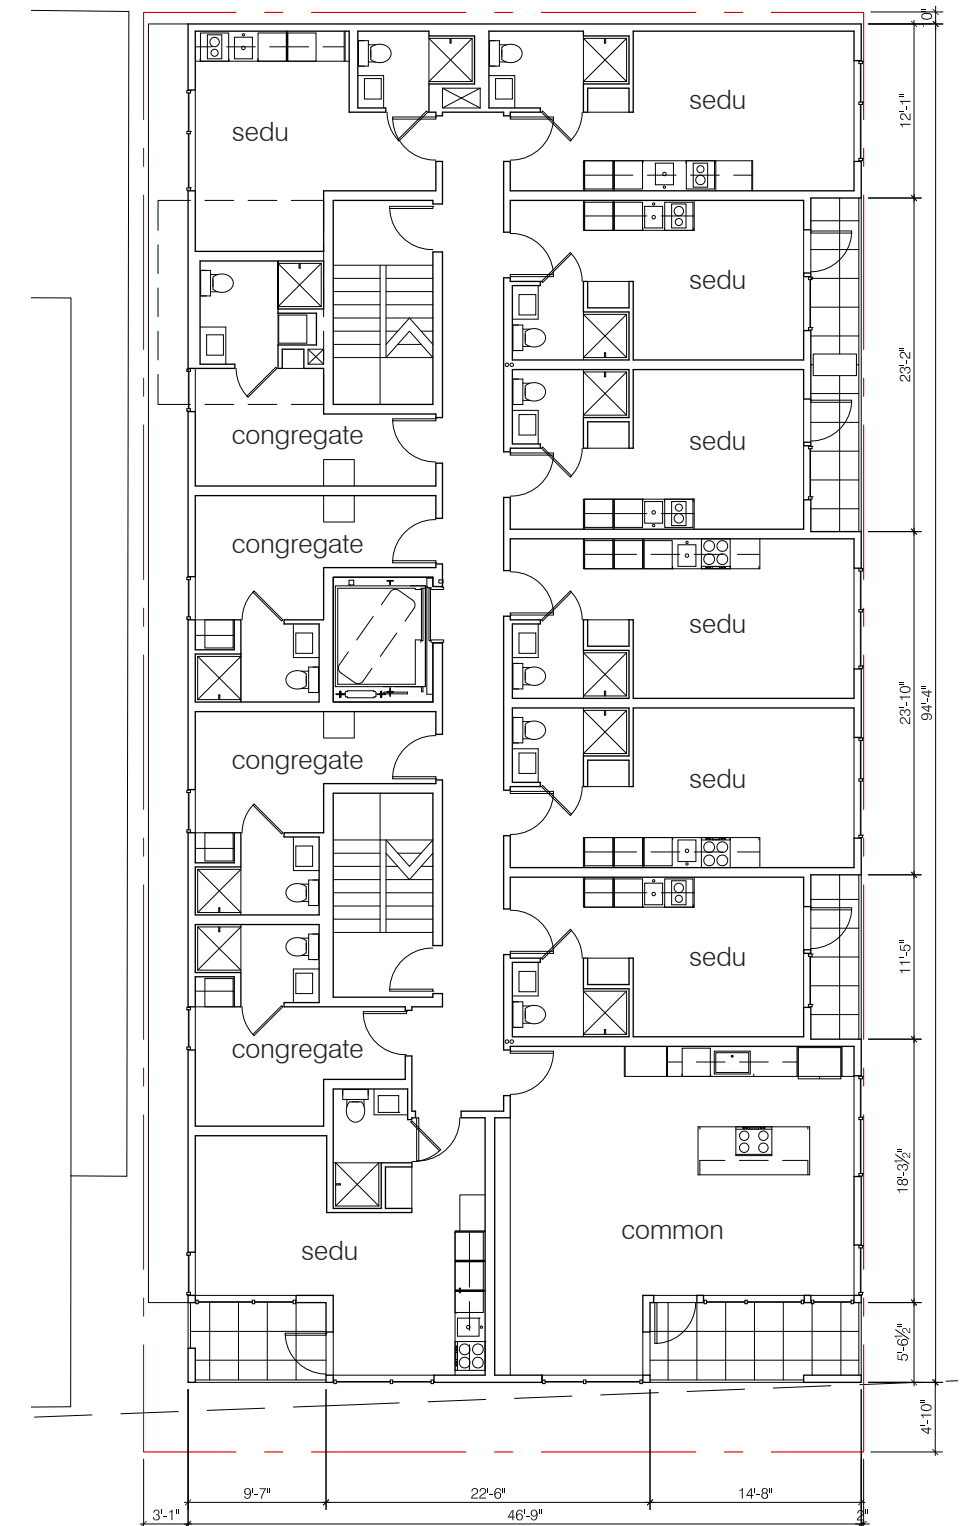 0"
sedu
sedu
12'-1"
sedu
23'-2"
congregate
sedu
congregate
sedu
23'-10"
94'-4"
congregate
sedu
sedu
11'-5"
congregate
18'-3½"
common
sedu
5'-6½"
4'-10"
9'-7"
22'-6"
14'-8"
3'-1"
46'-9"
2"